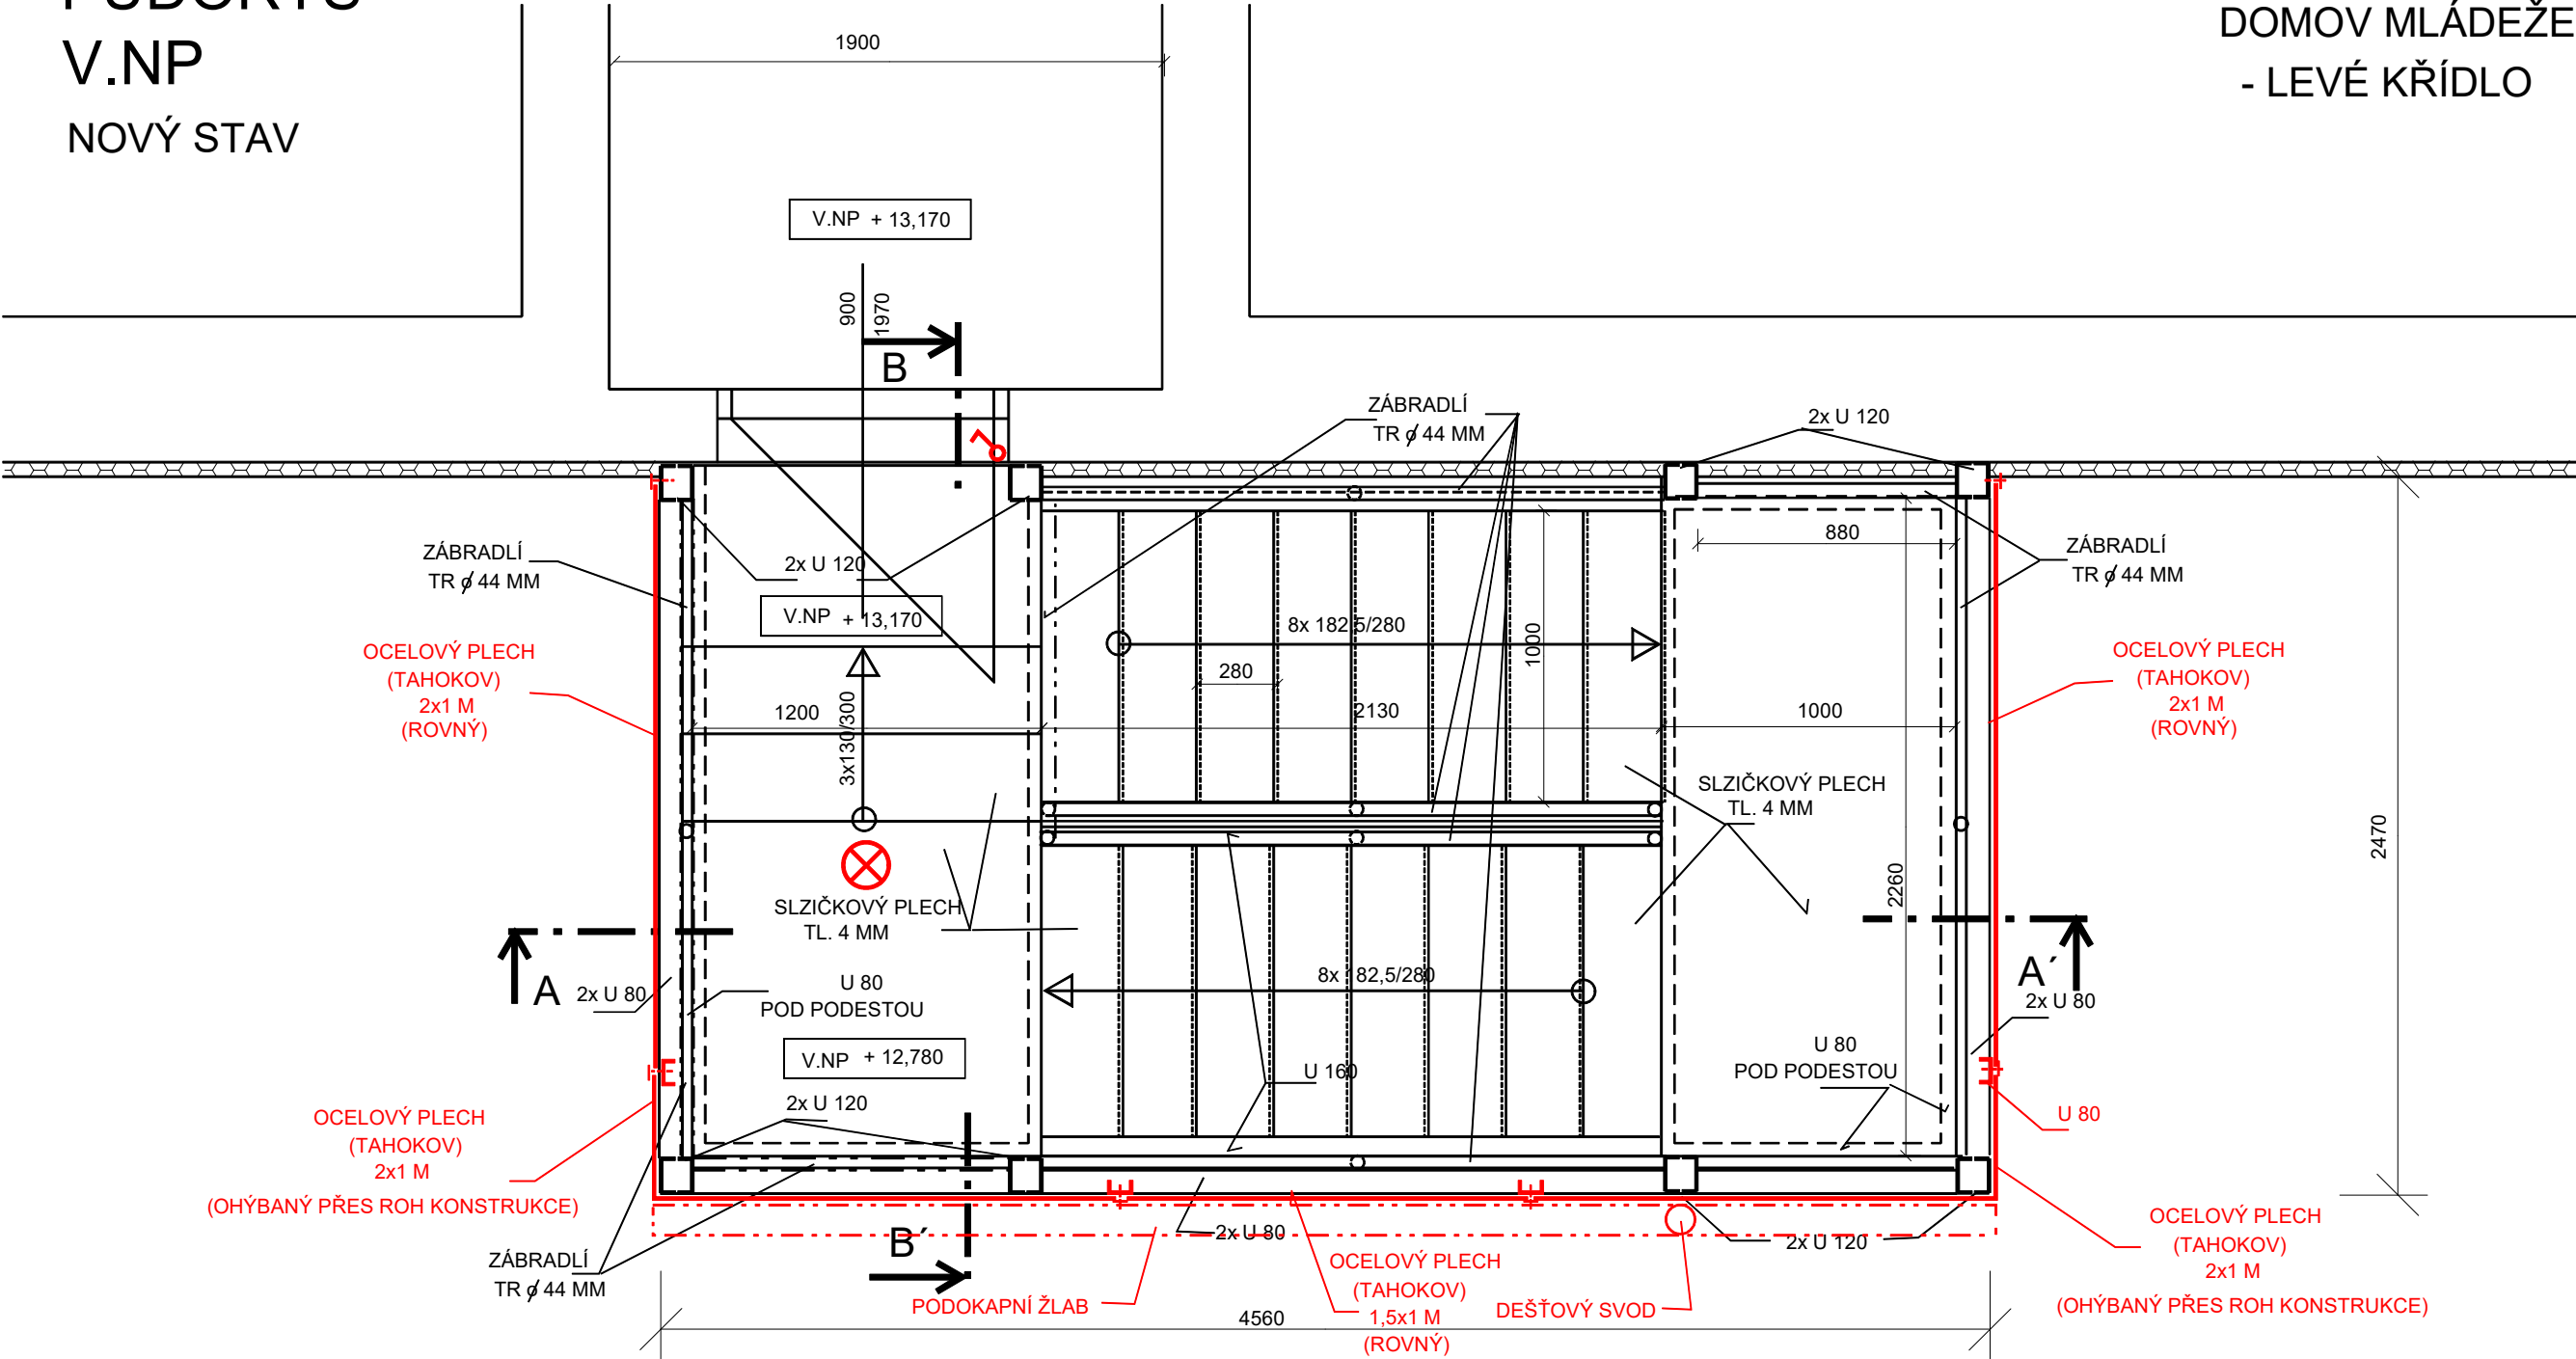 V.NP
NOVÝ STAV
DOMOV MLÁDEŽE
- LEVÉ KŘÍDLO
1900
V.NP + 13,170
900
1970
B
ZÁBRADLÍ
TR ø 44 MM
2x U 120
ZÁBRADLÍ
TR ø 44 MM
2x U 120
880
ZÁBRADLÍ
TR ø 44 MM
V.NP + 13,170
8x 182,5/280
1000
280
OCELOVÝ PLECH
(TAHOKOV)
2x1 M
(ROVNÝ)
OCELOVÝ PLECH
(TAHOKOV)
2x1 M
(ROVNÝ)
1200
3x130/300
2130
1000
SLZIČKOVÝ PLECH
TL. 4 MM
2470
2260
SLZIČKOVÝ PLECH
TL. 4 MM
A
2x U 80
U 80
POD PODESTOU
8x 182,5/280
A´
2x U 80
V.NP + 12,780
U 160
U 80
POD PODESTOU
2x U 120
U 80
OCELOVÝ PLECH
(TAHOKOV)
2x1 M
(OHÝBANÝ PŘES ROH KONSTRUKCE)
ZÁBRADLÍ
TR ø 44 MM
B´
2x U 80
2x U 120
OCELOVÝ PLECH
(TAHOKOV)
2x1 M
(OHÝBANÝ PŘES ROH KONSTRUKCE)
PODOKAPNÍ ŽLAB
OCELOVÝ PLECH
(TAHOKOV)
1,5x1 M
(ROVNÝ)
DEŠŤOVÝ SVOD
4560